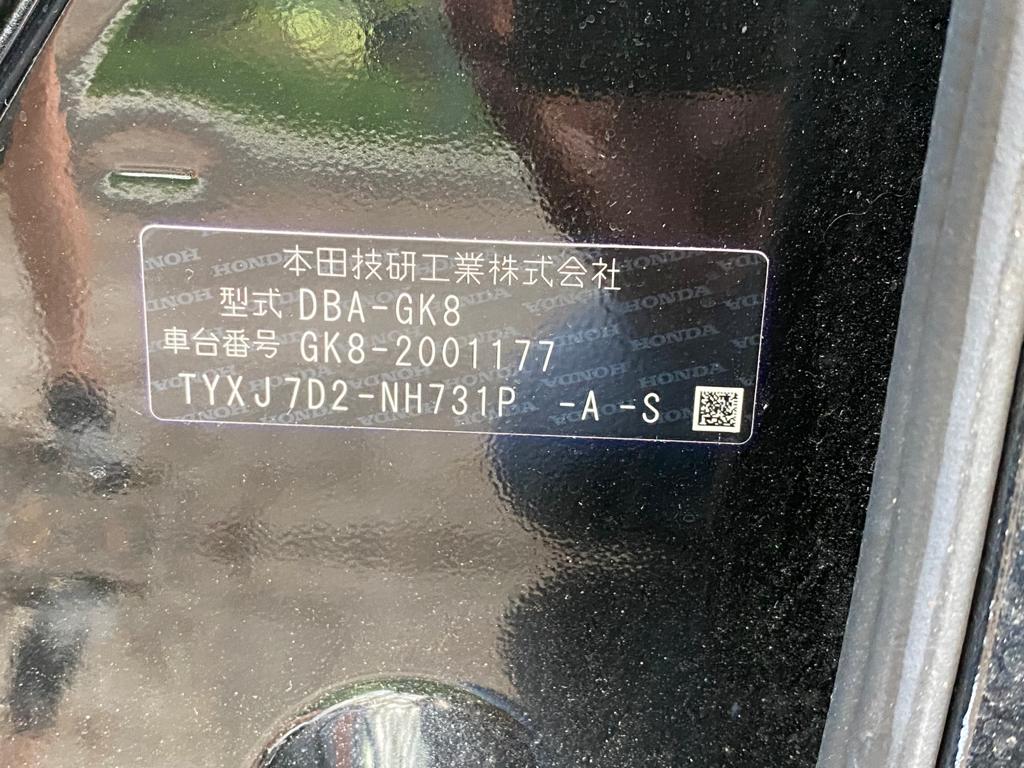 本田技研工業株式会社
型式 DBA-GK8
車台番号 GK8-2001177
TYXJ7D2-NH731P -A-S